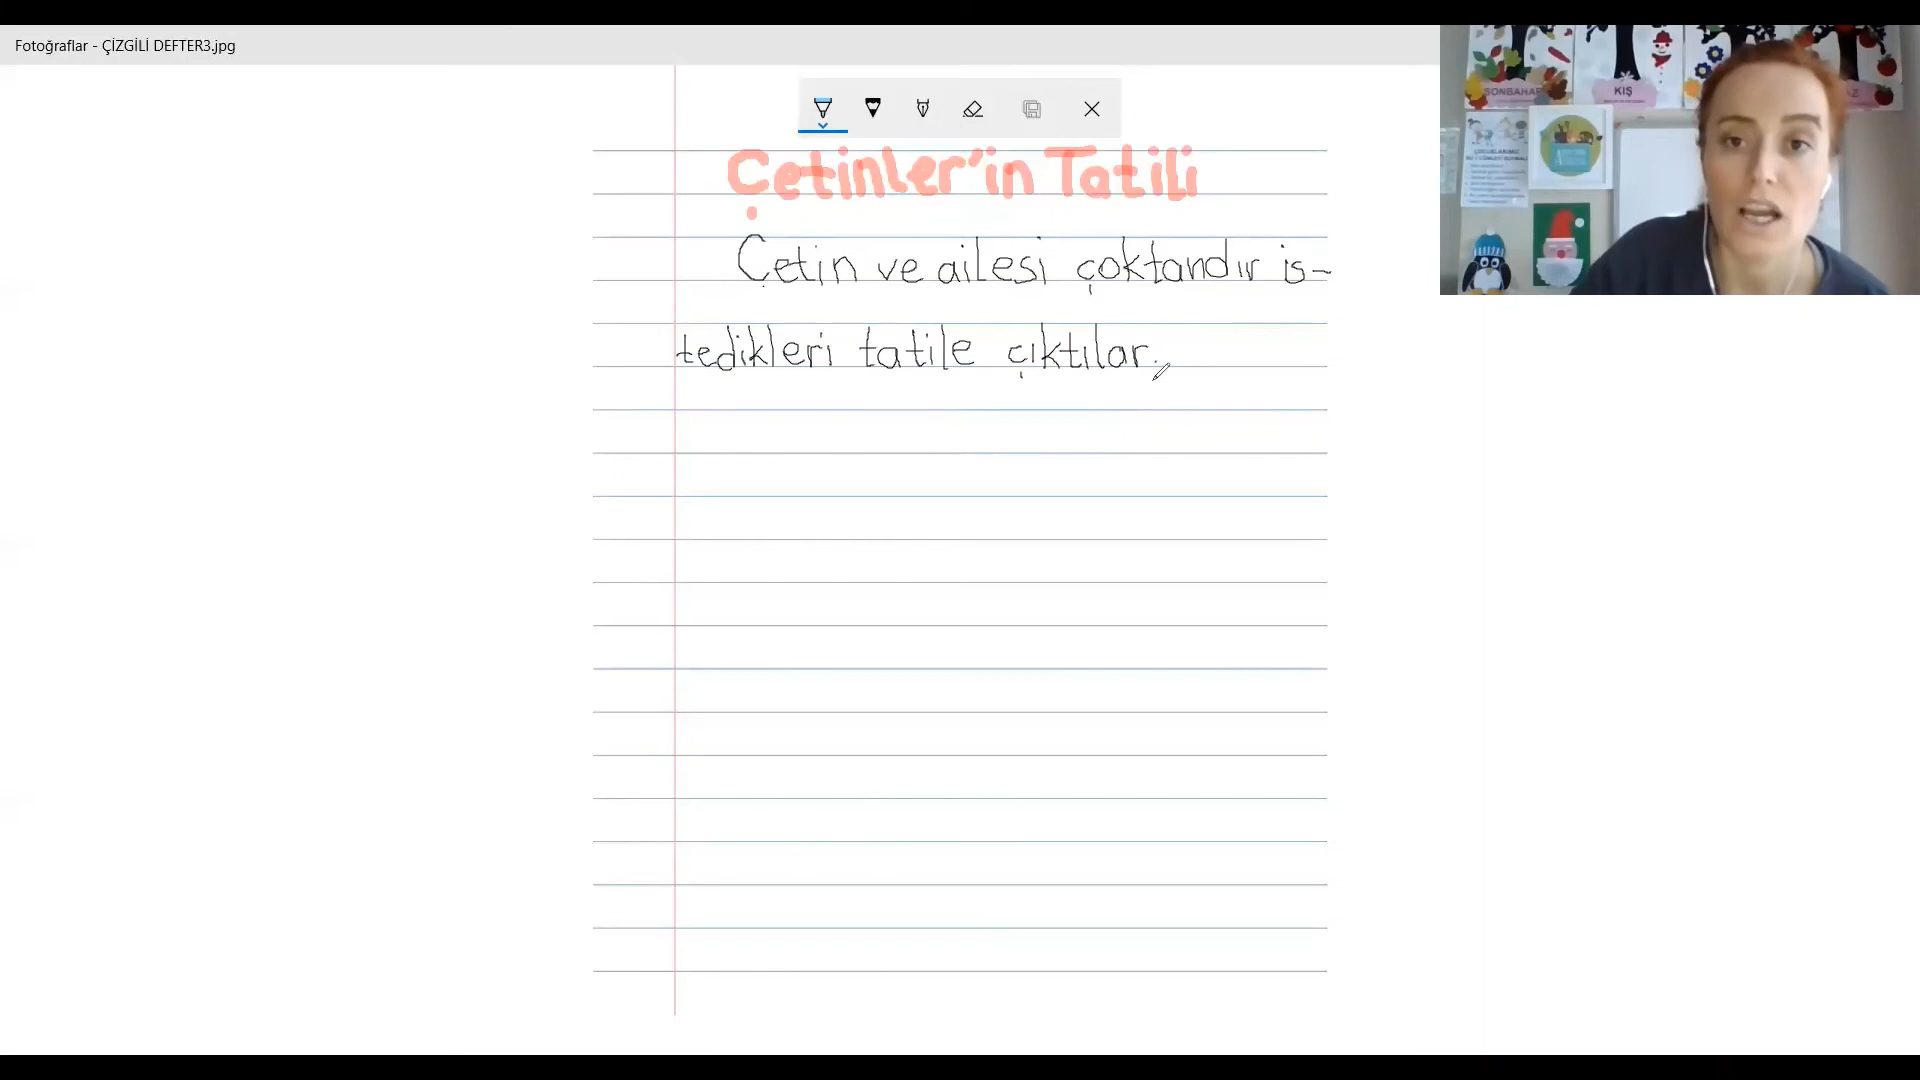 Fotoğraflar - ÇİZGİLİ DEFTER3.jpg
Çetinler'in Tatili
Çetin ve ailesi çoktandır is-
tedikleri tatile çıktılar.
SONBAHAR
KIŞ